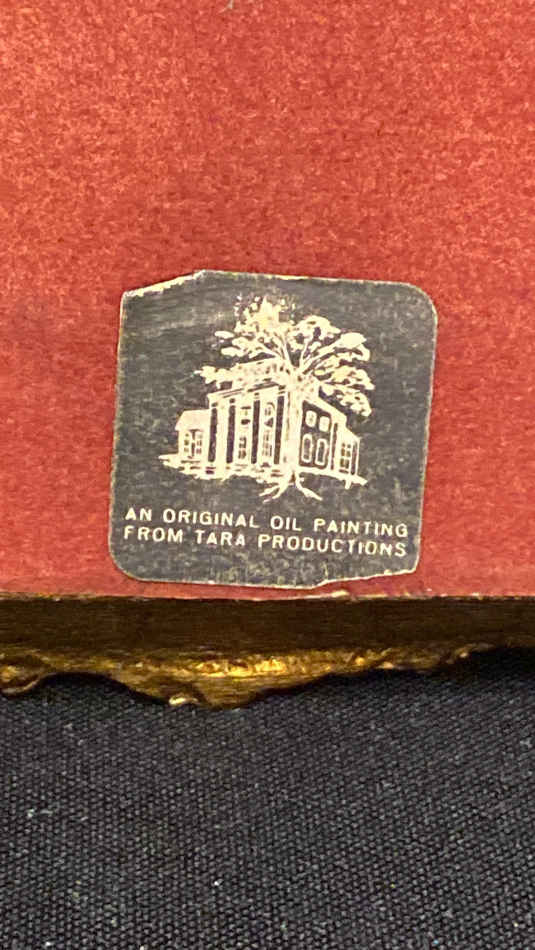 AN ORIGINAL OIL PAINTING
FROM TARA PRODUCTIONS